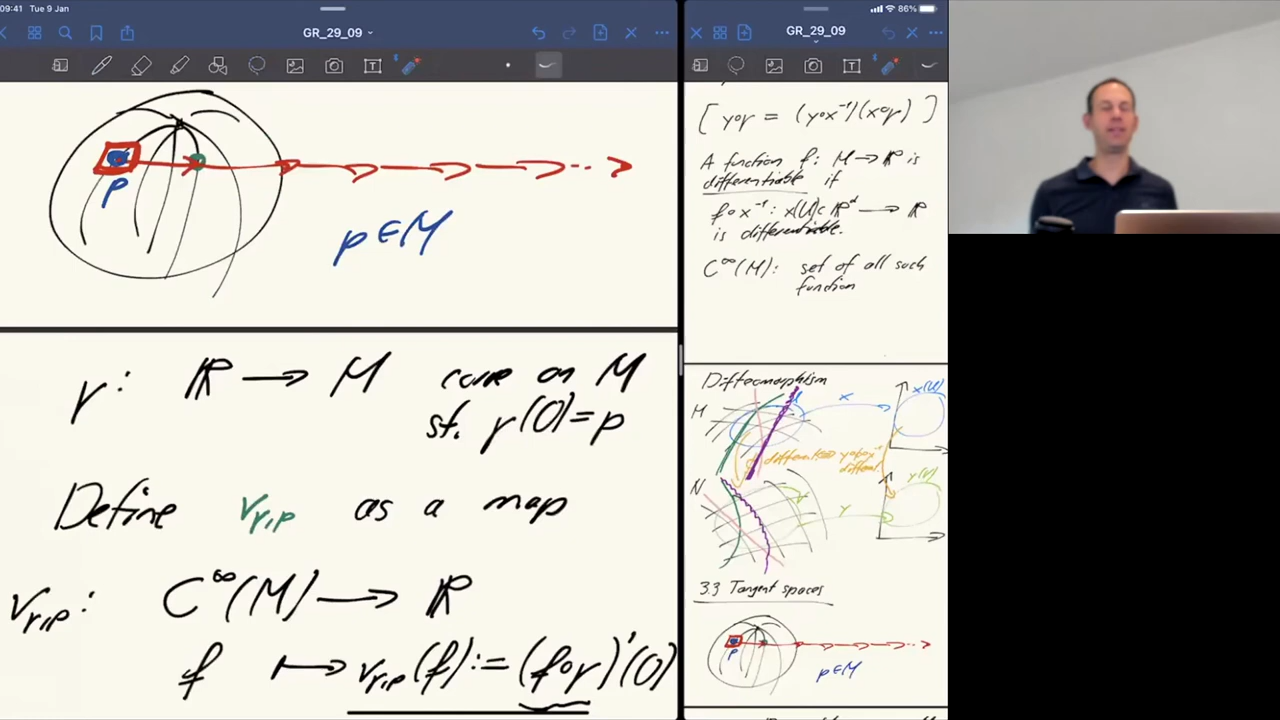 09:41 Tue 9 Jan
GR_29_09
p
p ∈ M
γ: ℝ → M curve on M
st. γ(0) = p
Define v_{γ,p} as a map
v_{γ,p}: C^∞(M) → ℝ
f ↦ v_{γ,p}(f) := (f∘γ)'(0)
86%
GR_29_09
[ y∘γ = (y∘x⁻¹)(x∘γ) ]
A function f: M → ℝ is
differentiable if
f∘x⁻¹: x(U) ⊂ ℝ^d → ℝ
is differentiable.
C^∞(M): set of all such
function
Diffeomorphism
M
x
x(U)
N
y
y(V)
3.3 Tangent spaces
p
p ∈ M